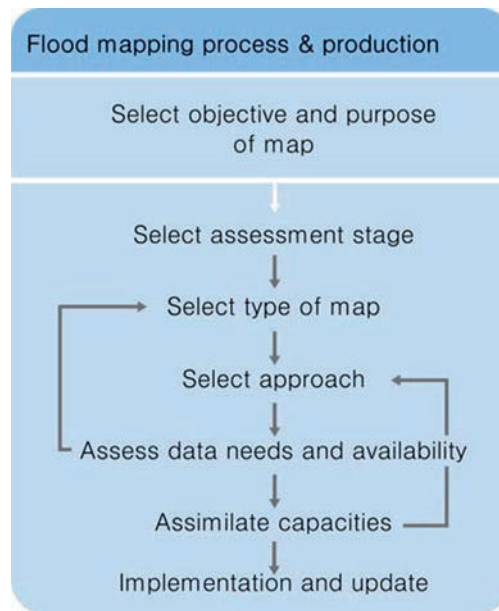 Flood mapping process & production
Select objective and purpose
of map
Select assessment stage
Select type of map
Select approach
Assess data needs and availability
Assimilate capacities
Implementation and update